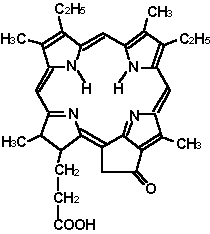 C₂H₅ CH₃
H₃C C₂H₅
N N
H H
N N
H₃C CH₃
CH₂
CH₂ O
COOH